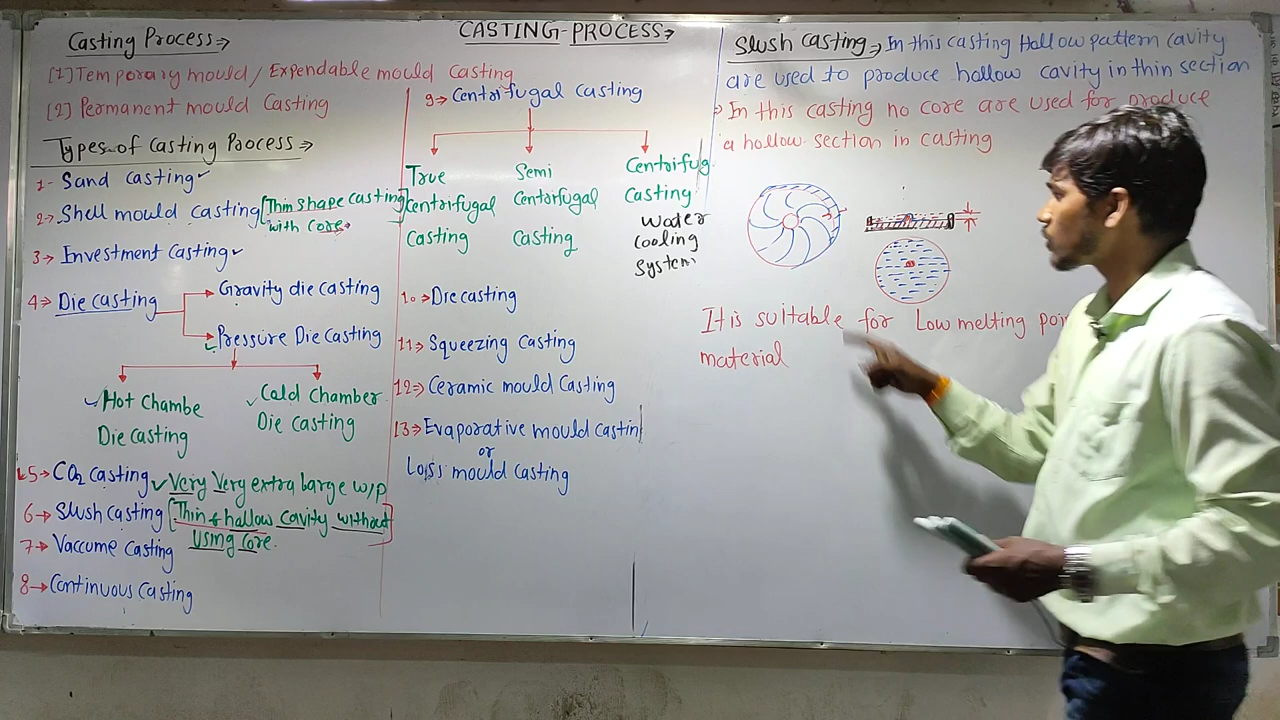 CASTING-PROCESS
Casting Process
[1] Temporary mould/Expendable mould Casting
[2] Permanent mould Casting
Types of Casting Process
1- Sand casting
2- Shell mould casting [Thin shape casting]
with core
3- Investment Casting
4- Die casting
Gravity die casting
Pressure Die casting
Hot Chambe
Die casting
Cold Chamber
Die casting
5- CO2 casting Very Very extra large w/p
6- Slush casting [Thin & hallow cavity without
Using core.
7- Vaccume casting
8- Continuous Casting
9- Centrifugal casting
True
Centrifugal
Casting
Semi
Centrifugal
Casting
Centrifug
Casting
Water
Cooling
System
10- Die casting
11- Squeezing casting
12- Ceramic mould Casting
13- Evaporative mould castin
or
Loiss mould casting
Slush Casting In this casting Hallow pattern cavity
are used to produce hollow cavity in thin section
In this casting no core are used for produce
a hollow section in casting
It is suitable for Low melting poi
material